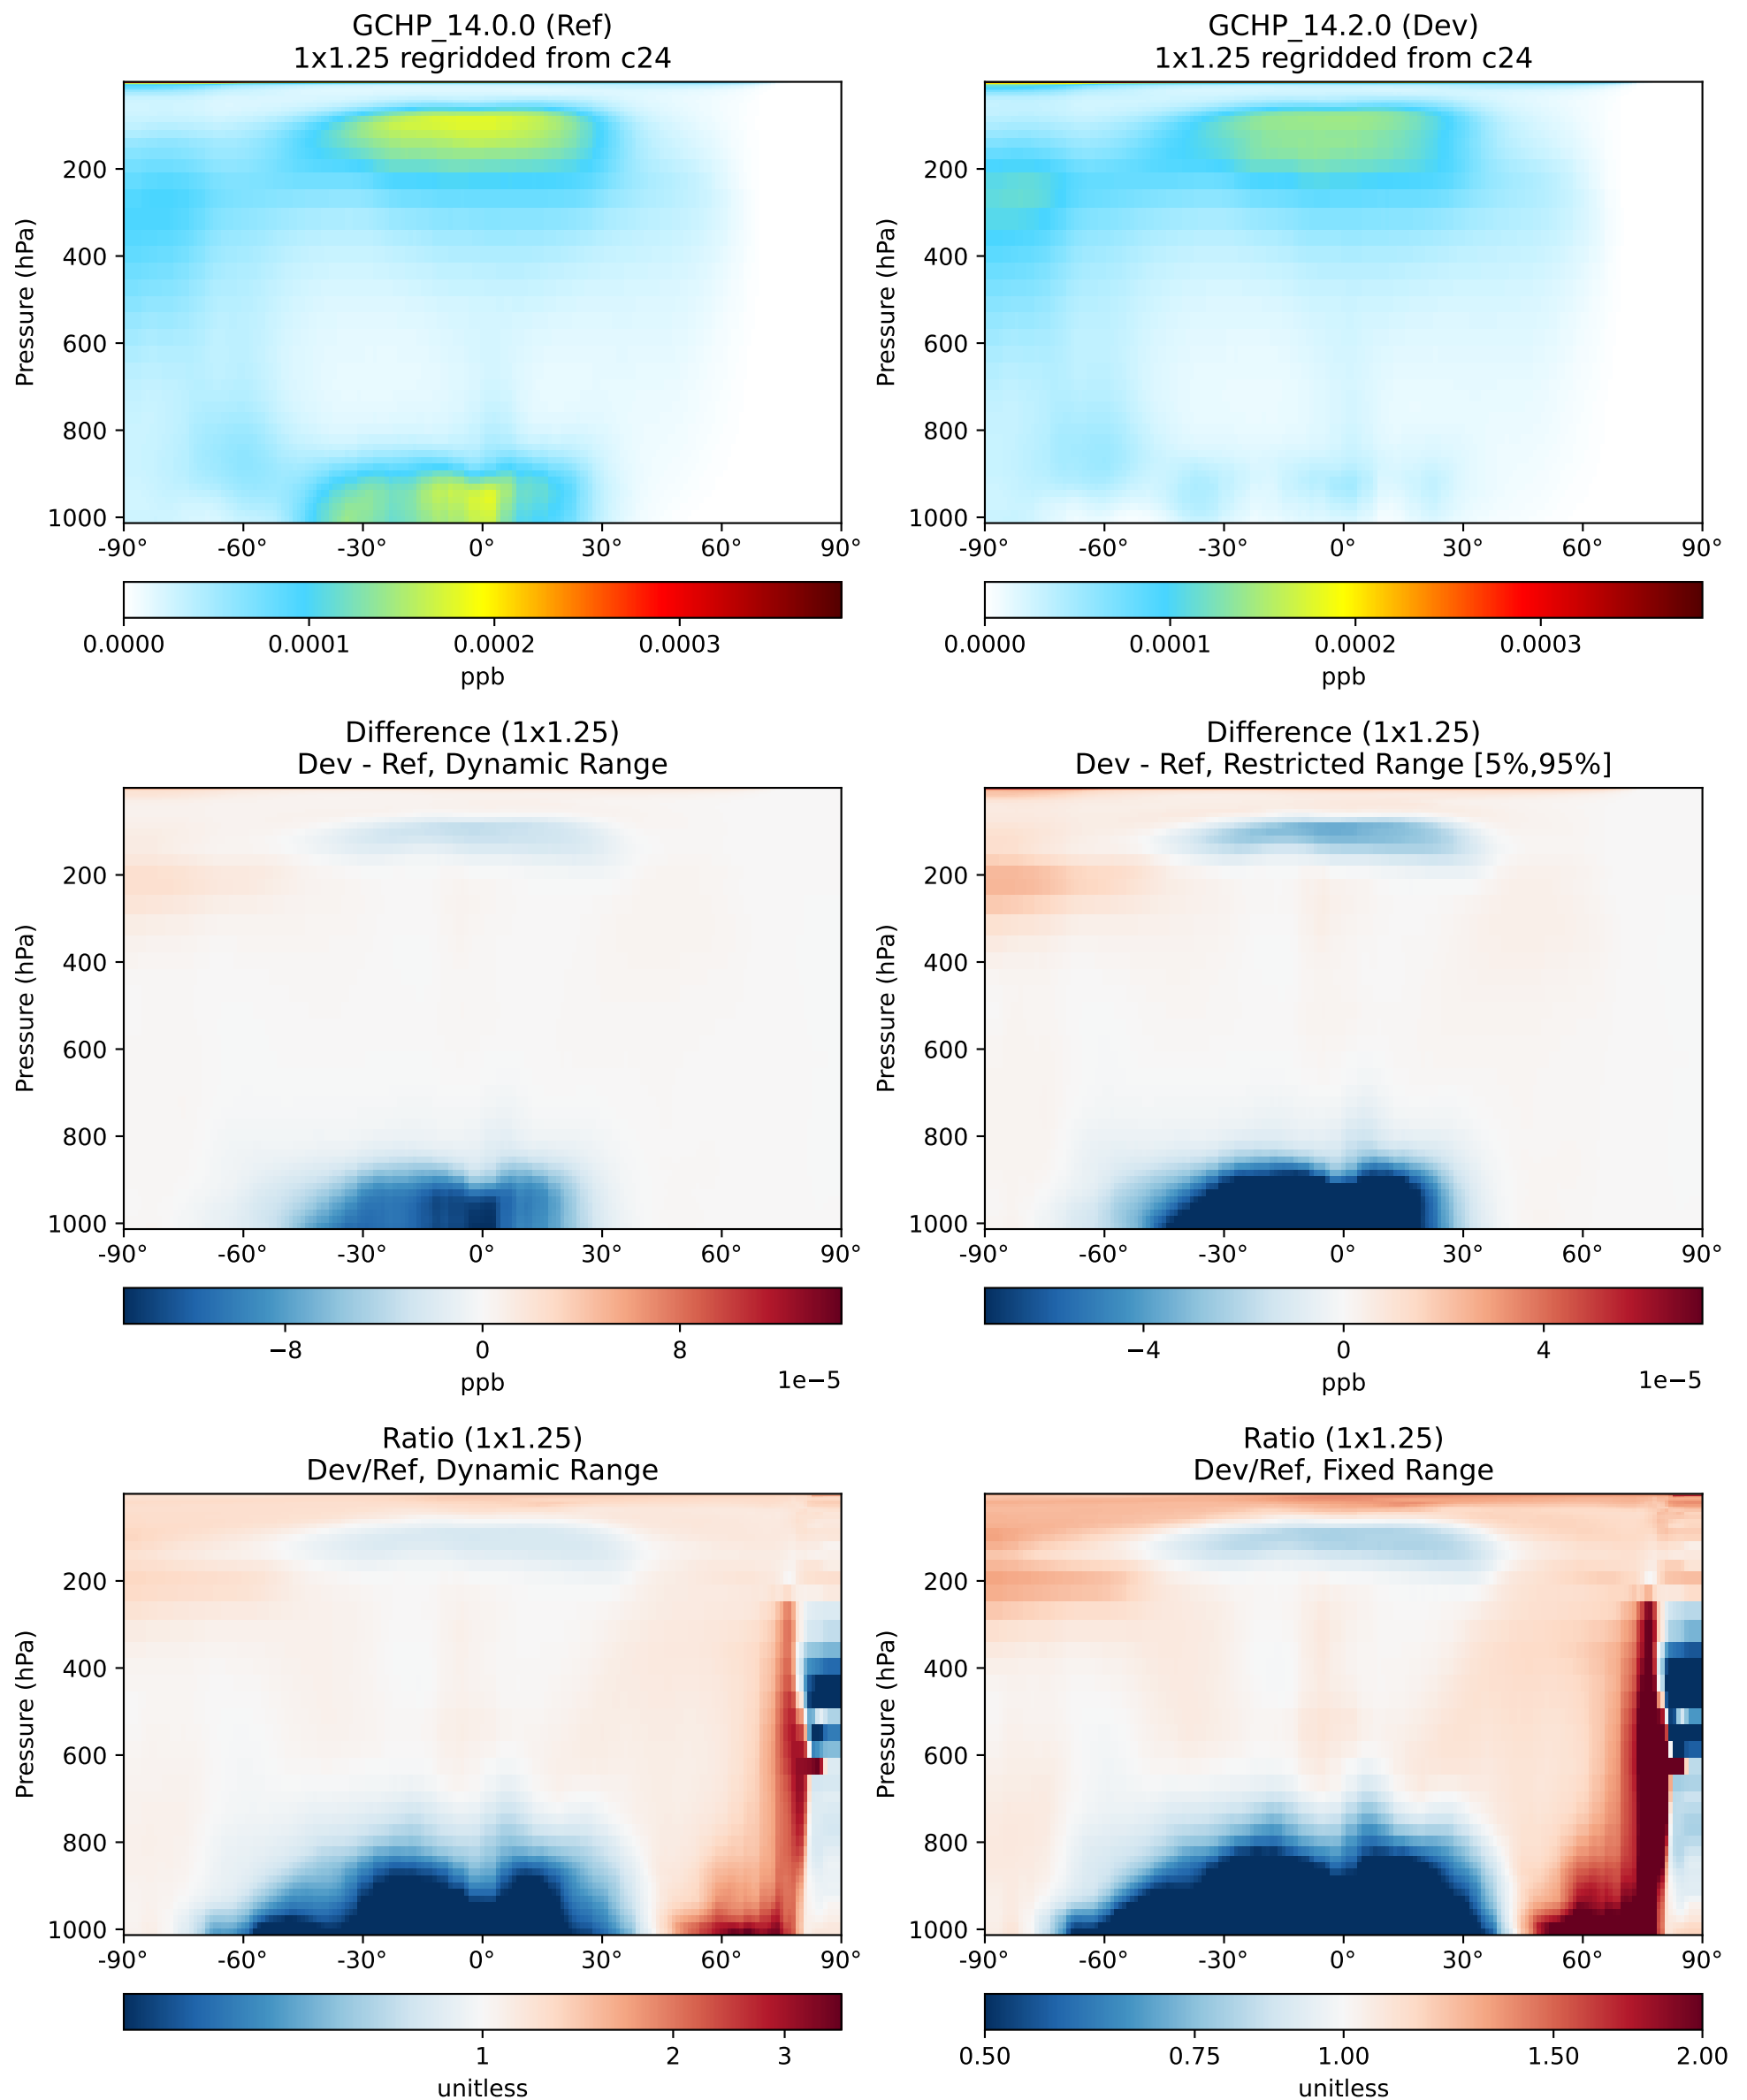 GCHP_14.0.0 (Ref)
1x1.25 regridded from c24
Pressure (hPa)
200
400
600
800
1000
-90° -60° -30° 0° 30° 60° 90°
0.0000 0.0001 0.0002 0.0003
ppb
GCHP_14.2.0 (Dev)
1x1.25 regridded from c24
Pressure (hPa)
200
400
600
800
1000
-90° -60° -30° 0° 30° 60° 90°
0.0000 0.0001 0.0002 0.0003
ppb
Difference (1x1.25)
Dev - Ref, Dynamic Range
Pressure (hPa)
200
400
600
800
1000
-90° -60° -30° 0° 30° 60° 90°
−8 0 8
ppb 1e−5
Difference (1x1.25)
Dev - Ref, Restricted Range [5%,95%]
Pressure (hPa)
200
400
600
800
1000
-90° -60° -30° 0° 30° 60° 90°
−4 0 4
ppb 1e−5
Ratio (1x1.25)
Dev/Ref, Dynamic Range
Pressure (hPa)
200
400
600
800
1000
-90° -60° -30° 0° 30° 60° 90°
1 2 3
unitless
Ratio (1x1.25)
Dev/Ref, Fixed Range
Pressure (hPa)
200
400
600
800
1000
-90° -60° -30° 0° 30° 60° 90°
0.50 0.75 1.00 1.50 2.00
unitless